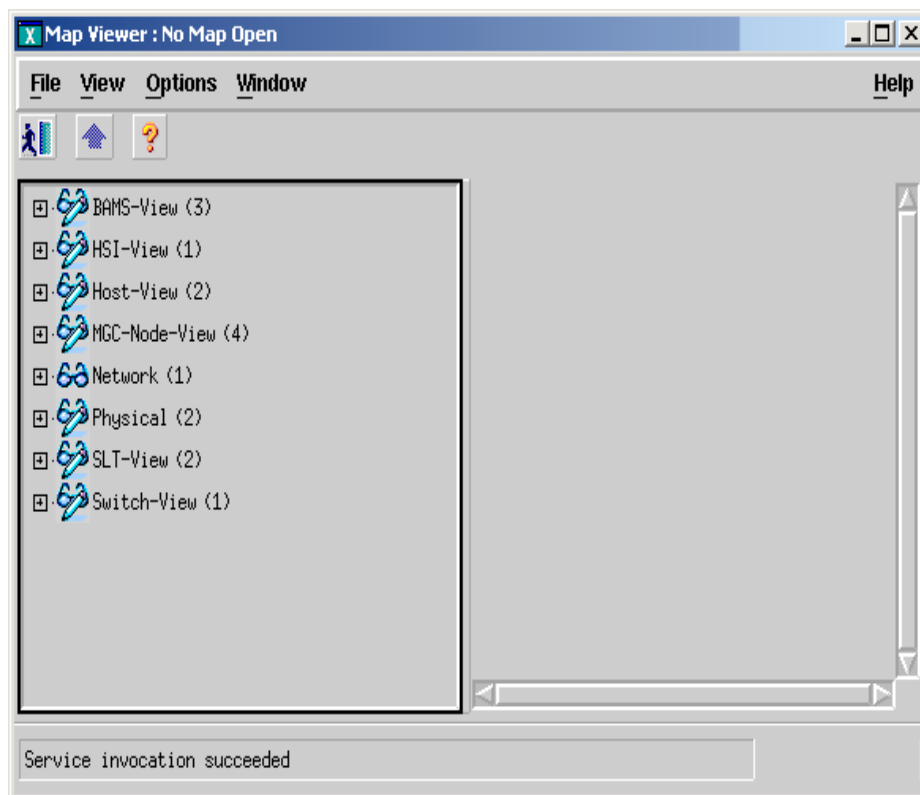 Map Viewer : No Map Open
File View Options Window Help
BAMS-View (3)
HSI-View (1)
Host-View (2)
MGC-Node-View (4)
Network (1)
Physical (2)
SLT-View (2)
Switch-View (1)
Service invocation succeeded